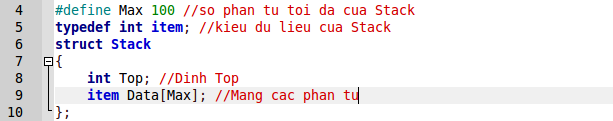 4 #define Max 100 //so phan tu toi da cua Stack
5 typedef int item; //kieu du lieu cua Stack
6 struct Stack
7 {
8 int Top; //Dinh Top
9 item Data[Max]; //Mang cac phan tu
10 };